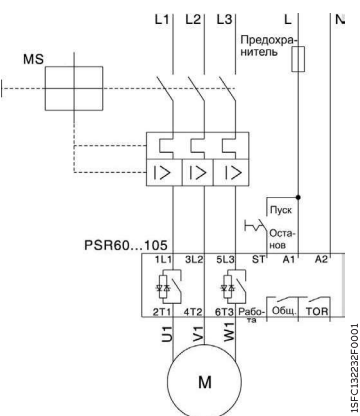 L1 L2 L3 L N
Предохра-
нитель
MS
I> I> I>
Пуск
Оста-
нов
PSR60...105
1L1 3L2 5L3 ST A1 A2
2T1 4T2 6T3 Рабо-
та Общ. TOR
U1 V1 W1
M
1SFC132232F0001